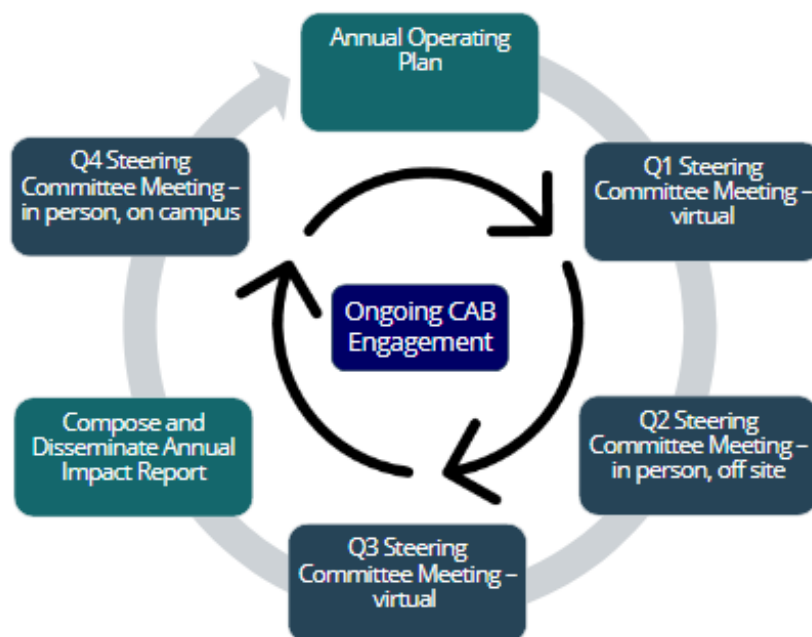 Annual Operating
Plan
Q1 Steering
Committee Meeting –
virtual
Q2 Steering
Committee Meeting –
in person, off site
Q3 Steering
Committee Meeting –
virtual
Compose and
Disseminate Annual
Impact Report
Q4 Steering
Committee Meeting –
in person, on campus
Ongoing CAB
Engagement